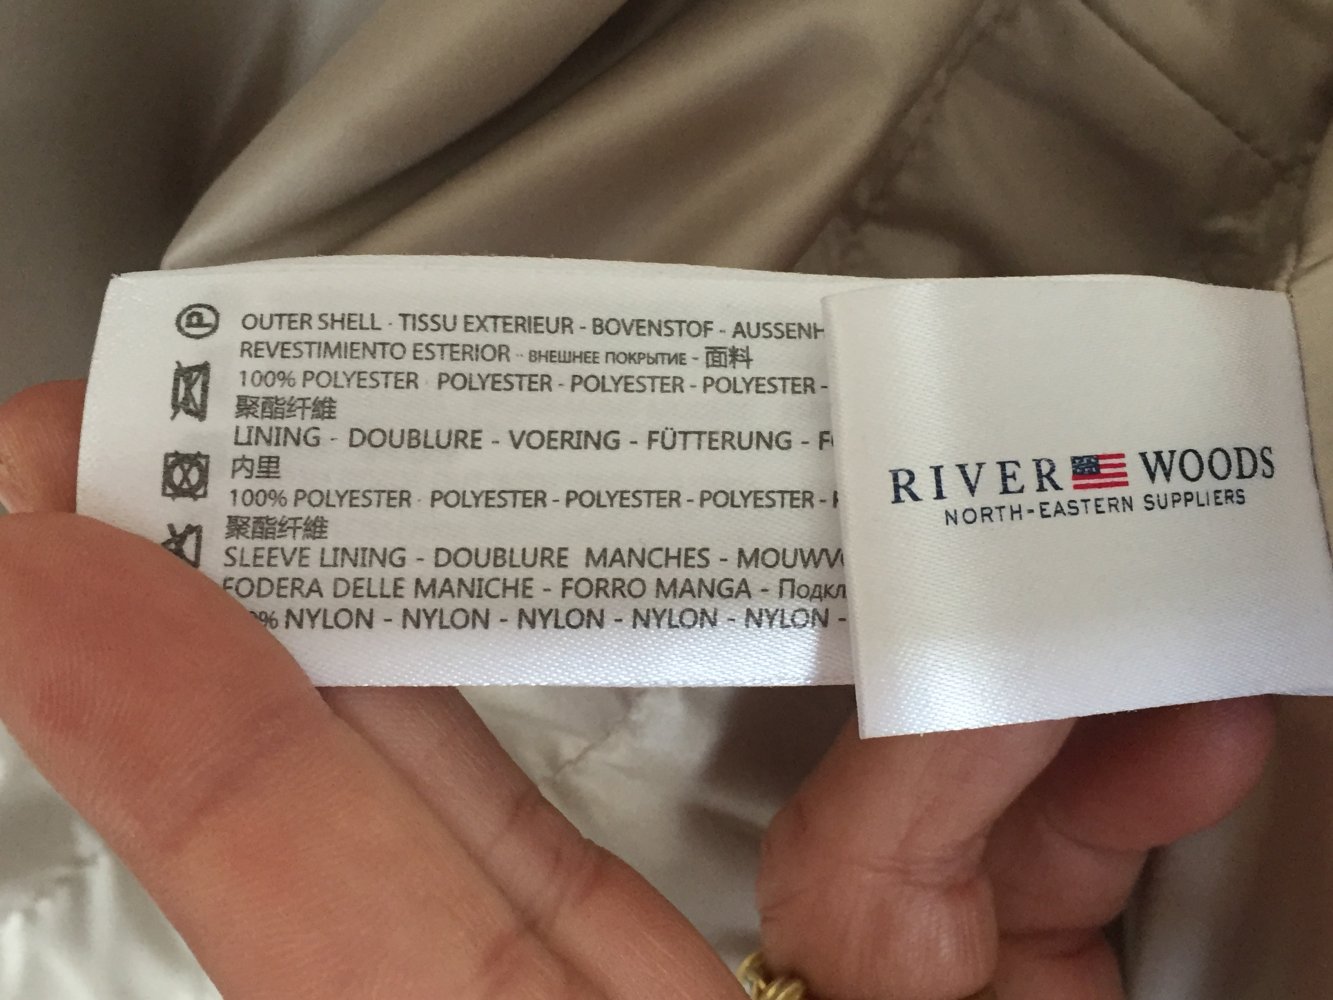 P
OUTER SHELL - TISSU EXTERIEUR - BOVENSTOF -
REVESTIMIENTO ESTERIOR - ВНЕШНЕЕ ПОКРЫТИЕ - 面料
100% POLYESTER POLYESTER - POLYESTER - POLYESTER -
聚酯纤維
LINING - DOUBLURE - VOERING - FÜTTERUNG -
内里
100% POLYESTER POLYESTER - POLYESTER - POLYESTER -
聚酯纤維
SLEEVE LINING - DOUBLURE MANCHES -
FODERA DELLE MANICHE - FORRO MANGA -
NYLON - NYLON - NYLON - NYLON - NYLON -
RIVER WOODS
NORTH-EASTERN SUPPLIERS